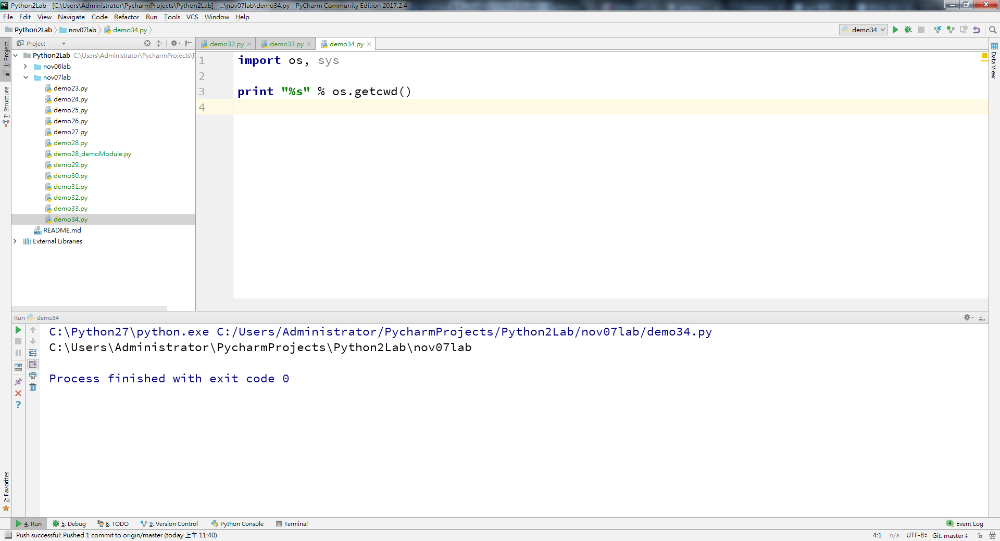 Python2Lab - [C:\Users\Administrator\PycharmProjects\Python2Lab] - ...\nov07lab\demo34.py - PyCharm Community Edition 2017.2.4
File Edit View Navigate Code Refactor Run Tools VCS Window Help
Python2Lab nov07lab demo34.py demo34
1: Project
Project
demo32.py demo33.py demo34.py
Python2Lab C:\Users\Administrator\PycharmProjects\P
nov06lab
nov07lab
demo23.py
demo24.py
demo25.py
demo26.py
demo27.py
demo28.py
demo28_demoModule.py
demo29.py
demo30.py
demo31.py
demo32.py
demo33.py
demo34.py
README.md
External Libraries
7: Structure
2: Favorites
Data View
1 import os, sys
2
3 print "%s" % os.getcwd()
4
Run demo34
C:\Python27\python.exe C:/Users/Administrator/PycharmProjects/Python2Lab/nov07lab/demo34.py
C:\Users\Administrator\PycharmProjects\Python2Lab\nov07lab
Process finished with exit code 0
4: Run 5: Debug 6: TODO 9: Version Control Python Console Terminal 4 Event Log
Push successful: Pushed 1 commit to origin/master (today 上午 11:40) 4:1 n/a UTF-8 Git: master